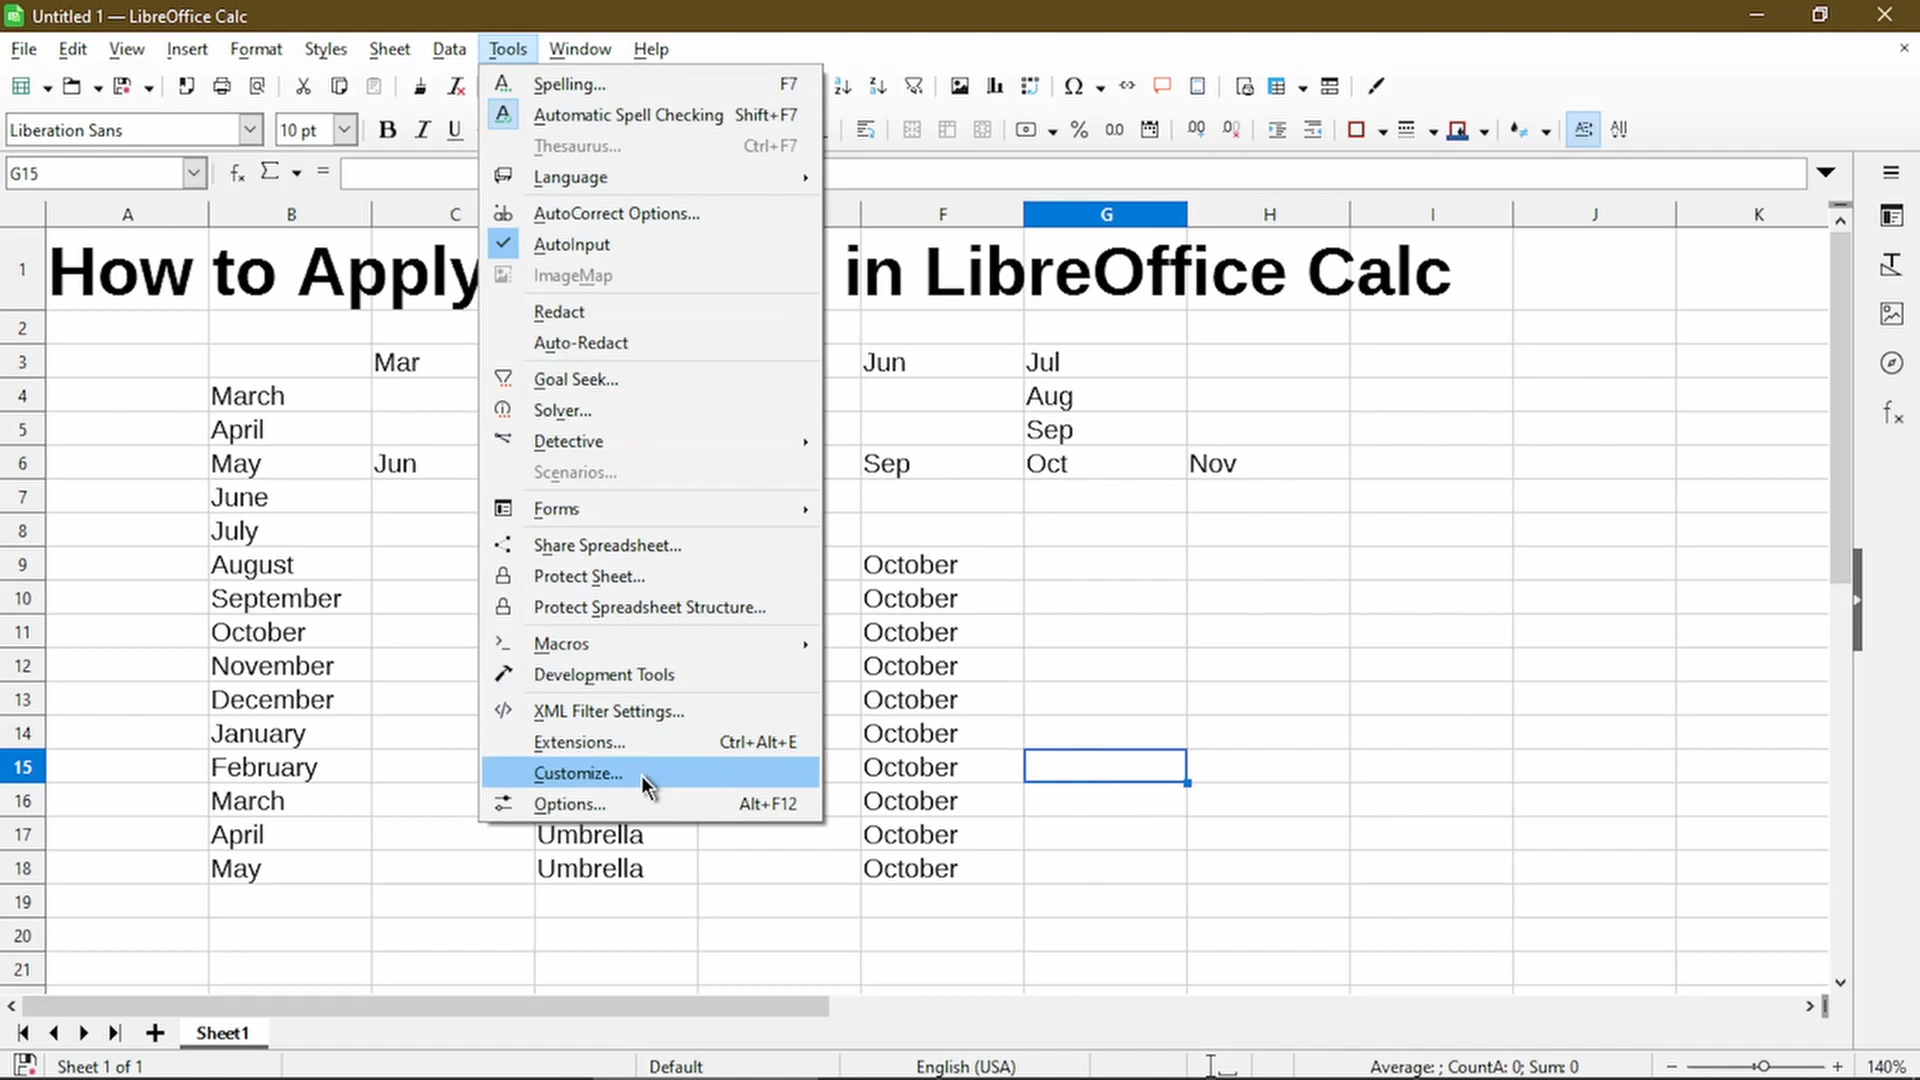 Untitled 1 — LibreOffice Calc
File Edit View Insert Format Styles Sheet Data Tools Window Help
Liberation Sans 10 pt B I U
G15
A B C F G H I J K
1 How to Apply in LibreOffice Calc
2
3 Mar Jun Jul
4 March Aug
5 April Sep
6 May Jun Sep Oct Nov
7 June
8 July
9 August October
10 September October
11 October October
12 November October
13 December October
14 January October
15 February October
16 March October
17 April Umbrella October
18 May Umbrella October
19
20
21
Spelling... F7
Automatic Spell Checking Shift+F7
Thesaurus... Ctrl+F7
Language
AutoCorrect Options...
AutoInput
ImageMap
Redact
Auto-Redact
Goal Seek...
Solver...
Detective
Scenarios...
Forms
Share Spreadsheet...
Protect Sheet...
Protect Spreadsheet Structure...
Macros
Development Tools
XML Filter Settings...
Extensions... Ctrl+Alt+E
Customize...
Options... Alt+F12
Sheet1
Sheet 1 of 1 Default English (USA) Average: ; CountA: 0; Sum: 0 140%